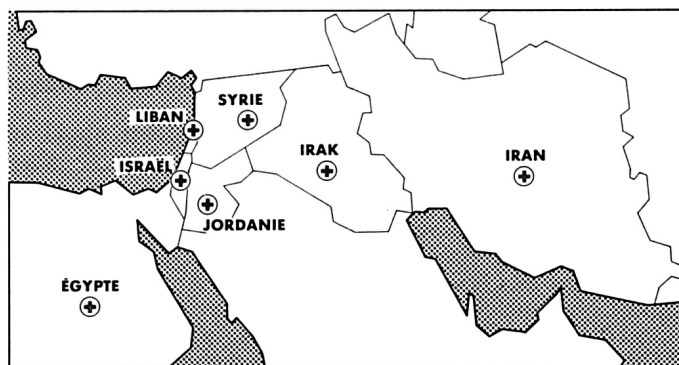 LIBAN
SYRIE
ISRAËL
IRAK
IRAN
JORDANIE
ÉGYPTE